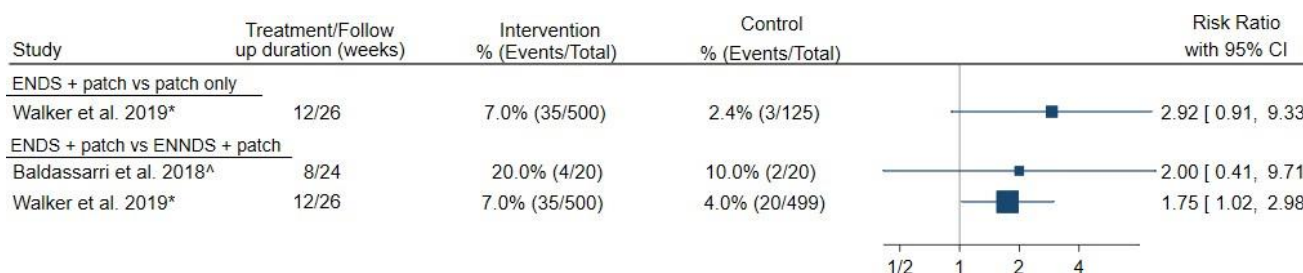 Study Treatment/Follow up duration (weeks) Intervention % (Events/Total) Control % (Events/Total) Risk Ratio with 95% CI
ENDS + patch vs patch only
Walker et al. 2019* 12/26 7.0% (35/500) 2.4% (3/125) 2.92 [ 0.91, 9.33
ENDS + patch vs ENNDS + patch
Baldassarri et al. 2018^ 8/24 20.0% (4/20) 10.0% (2/20) 2.00 [ 0.41, 9.71
Walker et al. 2019* 12/26 7.0% (35/500) 4.0% (20/499) 1.75 [ 1.02, 2.98
1/2 1 2 4